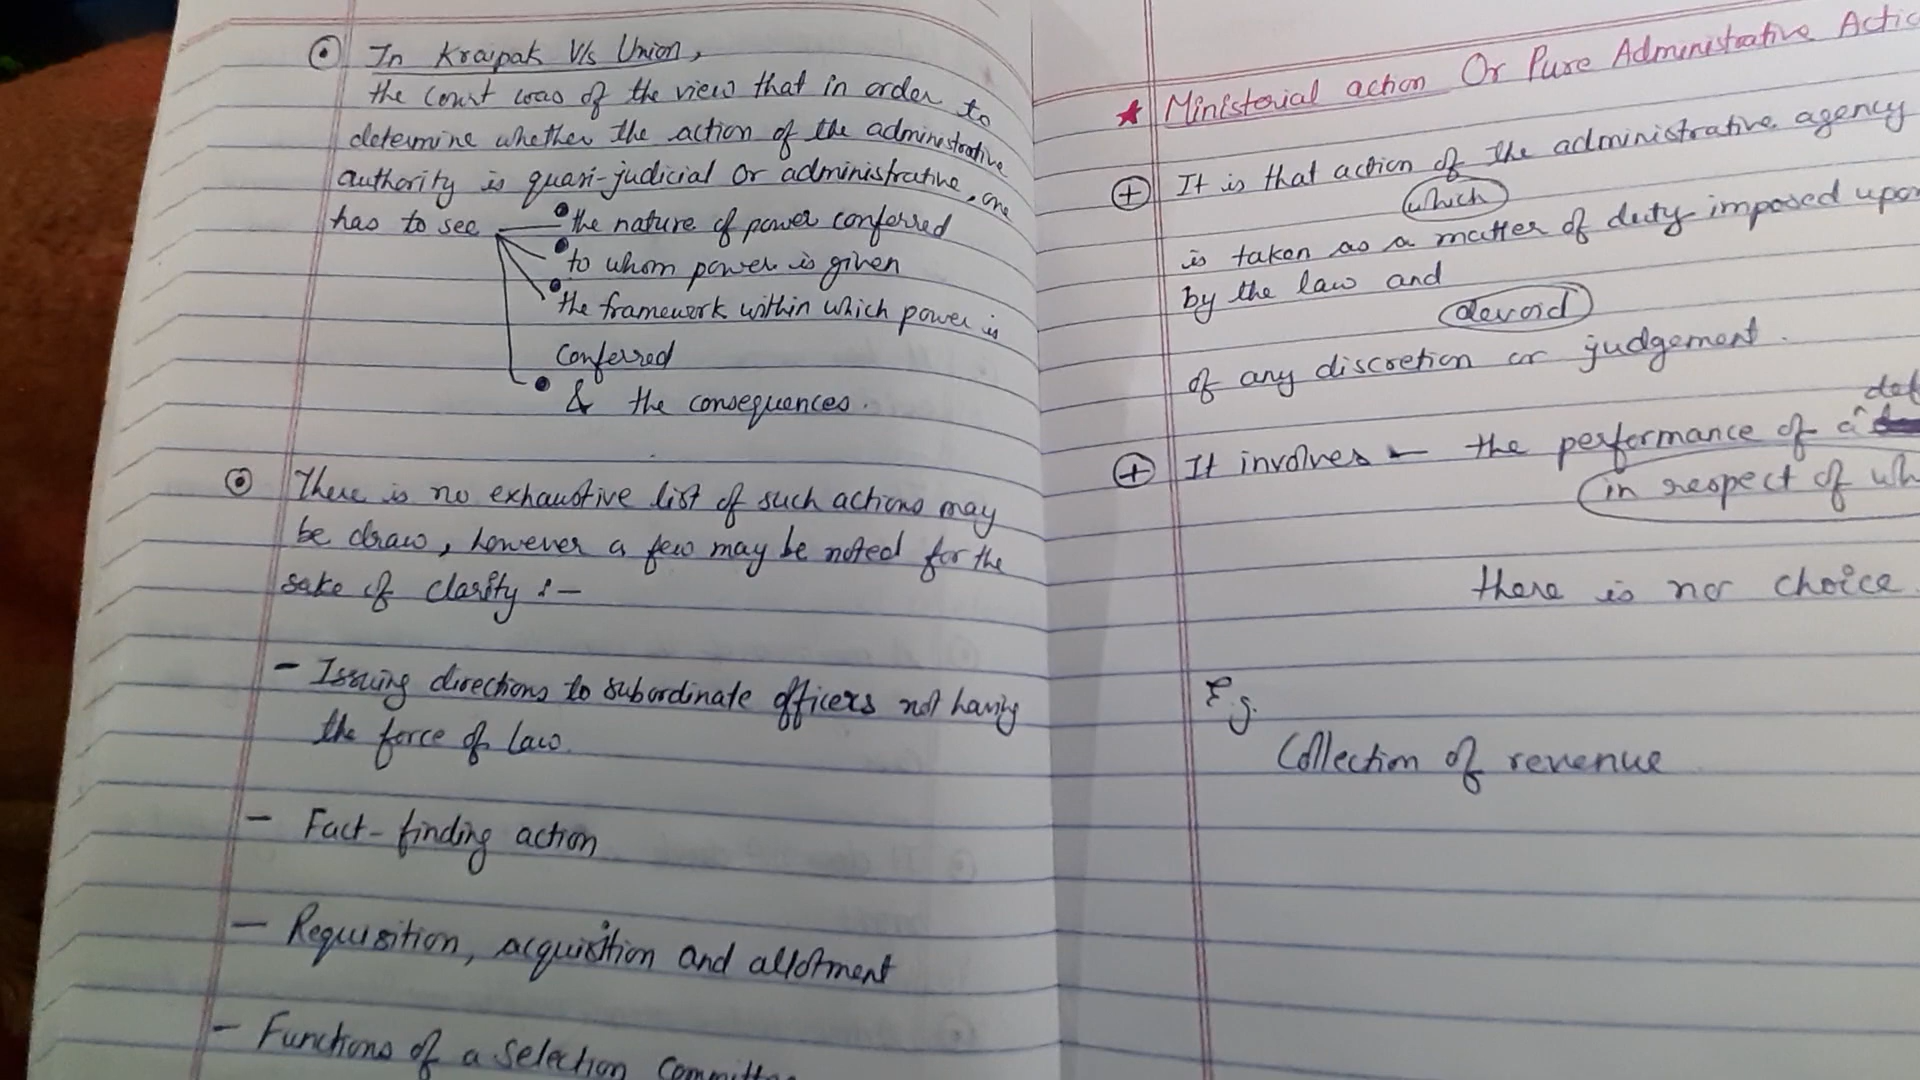 In Kraipak V/s Union,
the court was of the view that in order to
determine whether the action of the administrative
authority is quasi-judicial or administrative, one
has to see
the nature of power conferred
to whom power is given
the framework within which power is
conferred
& the consequences.
There is no exhaustive list of such actions may
be draw, however a few may be noted for the
sake of clarity :-
- Issuing directions to subordinate officers not having
the force of law.
- Fact-finding action
- Requisition, acquisition and allotment
- Functions of a selection
★ Ministerial action Or Pure Administrative
It is that action of the administrative agency
which
is taken as a matter of duty imposed upon
by the law and
devoid
of any discretion or judgement.
It involves - the performance of a
in respect of
there is no choice.
E.g.
Collection of revenue